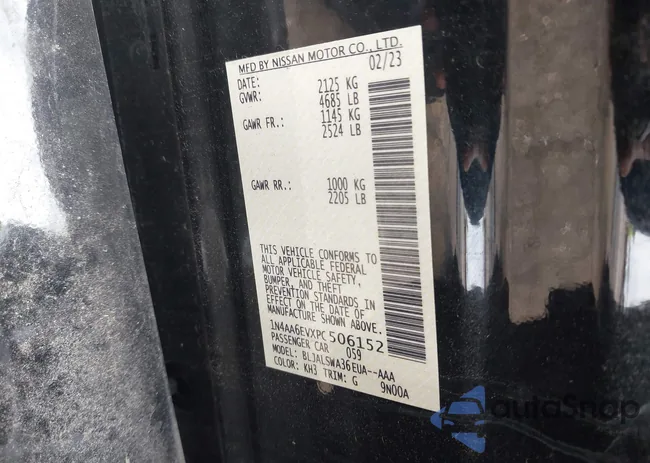 MFD BY NISSAN MOTOR CO., LTD.
DATE: 02/23
GVWR: 2125 KG
4685 LB
GAWR FR.: 1145 KG
2524 LB
GAWR RR.: 1000 KG
2205 LB
THIS VEHICLE CONFORMS TO
ALL APPLICABLE FEDERAL
MOTOR VEHICLE SAFETY,
BUMPER, AND THEFT
PREVENTION STANDARDS IN
EFFECT ON THE DATE OF
MANUFACTURE SHOWN ABOVE.
1N4AA6EVXPC506152
PASSENGER CAR 059
MODEL: BLJALSWA36EUA--AAA
COLOR: KH3 TRIM: G 9N00A
autoSnop